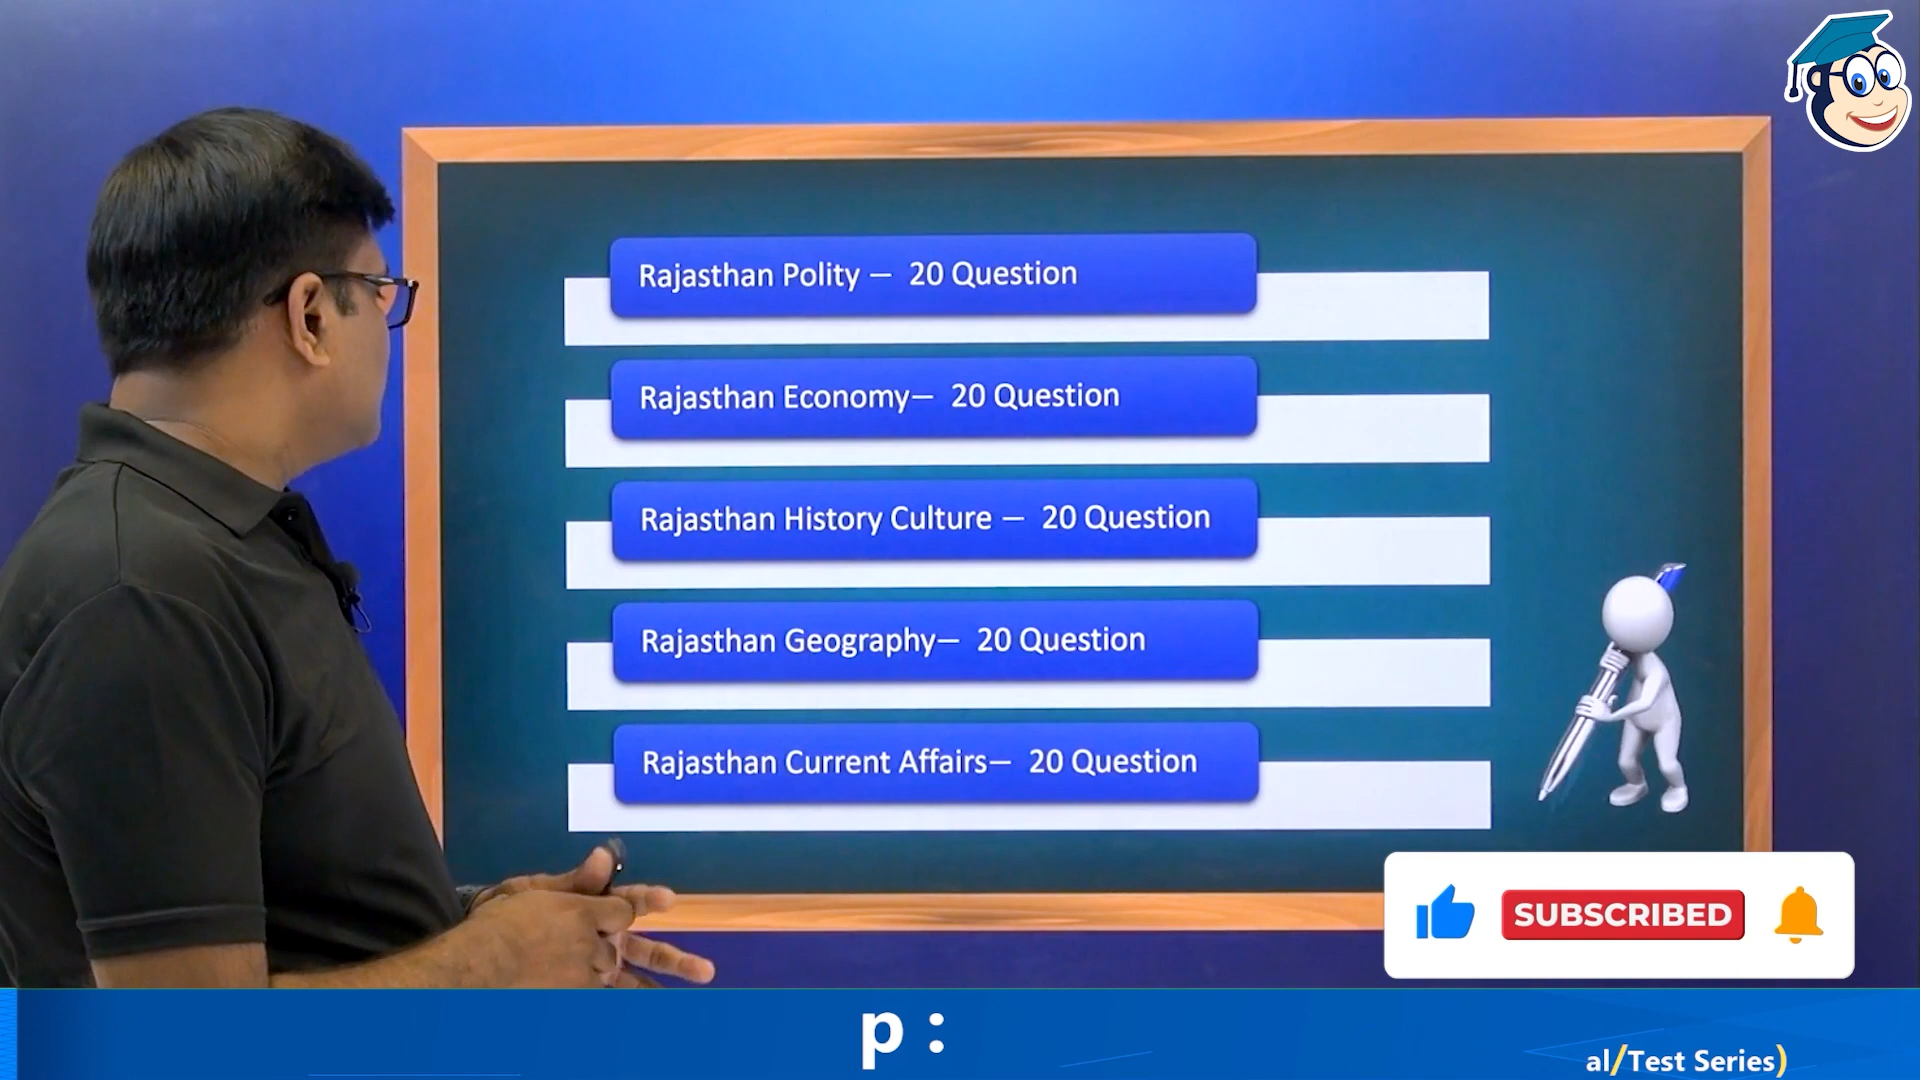 Rajasthan Polity – 20 Question
Rajasthan Economy– 20 Question
Rajasthan History Culture – 20 Question
Rajasthan Geography– 20 Question
Rajasthan Current Affairs– 20 Question
SUBSCRIBED
p :
al/Test Series)